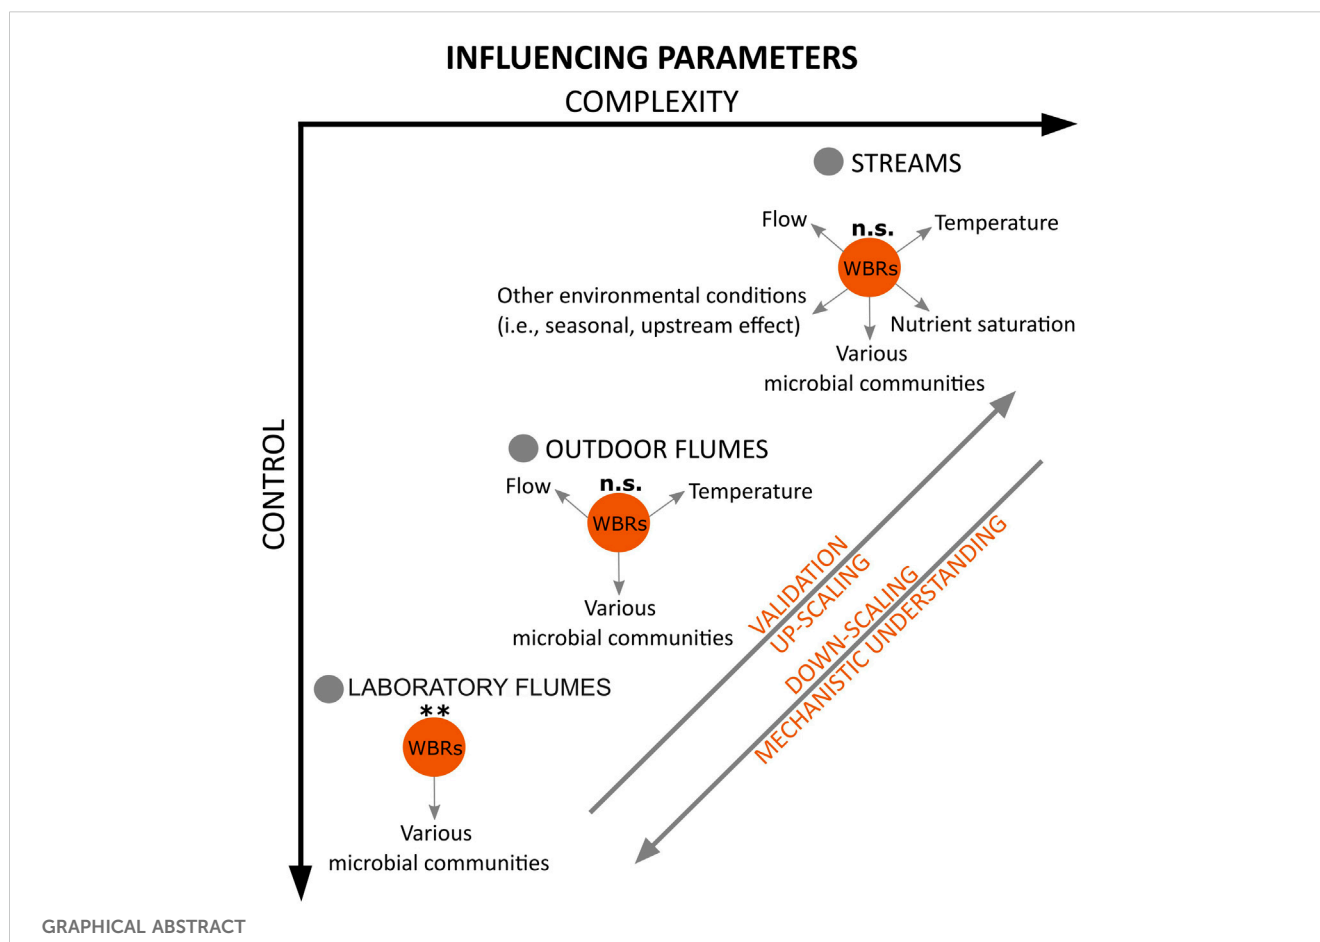 INFLUENCING PARAMETERS
COMPLEXITY
CONTROL
STREAMS
Flow
n.s.
Temperature
WBRs
Other environmental conditions
(i.e., seasonal, upstream effect)
Nutrient saturation
Various
microbial communities
OUTDOOR FLUMES
Flow
n.s.
Temperature
WBRs
Various
microbial communities
VALIDATION
UP-SCALING
DOWN-SCALING
MECHANISTIC UNDERSTANDING
LABORATORY FLUMES
**
WBRs
Various
microbial communities
GRAPHICAL ABSTRACT